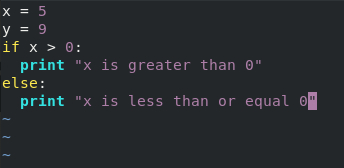 x = 5
y = 9
if x > 0:
  print "x is greater than 0"
else:
  print "x is less than or equal 0"
~
~
~